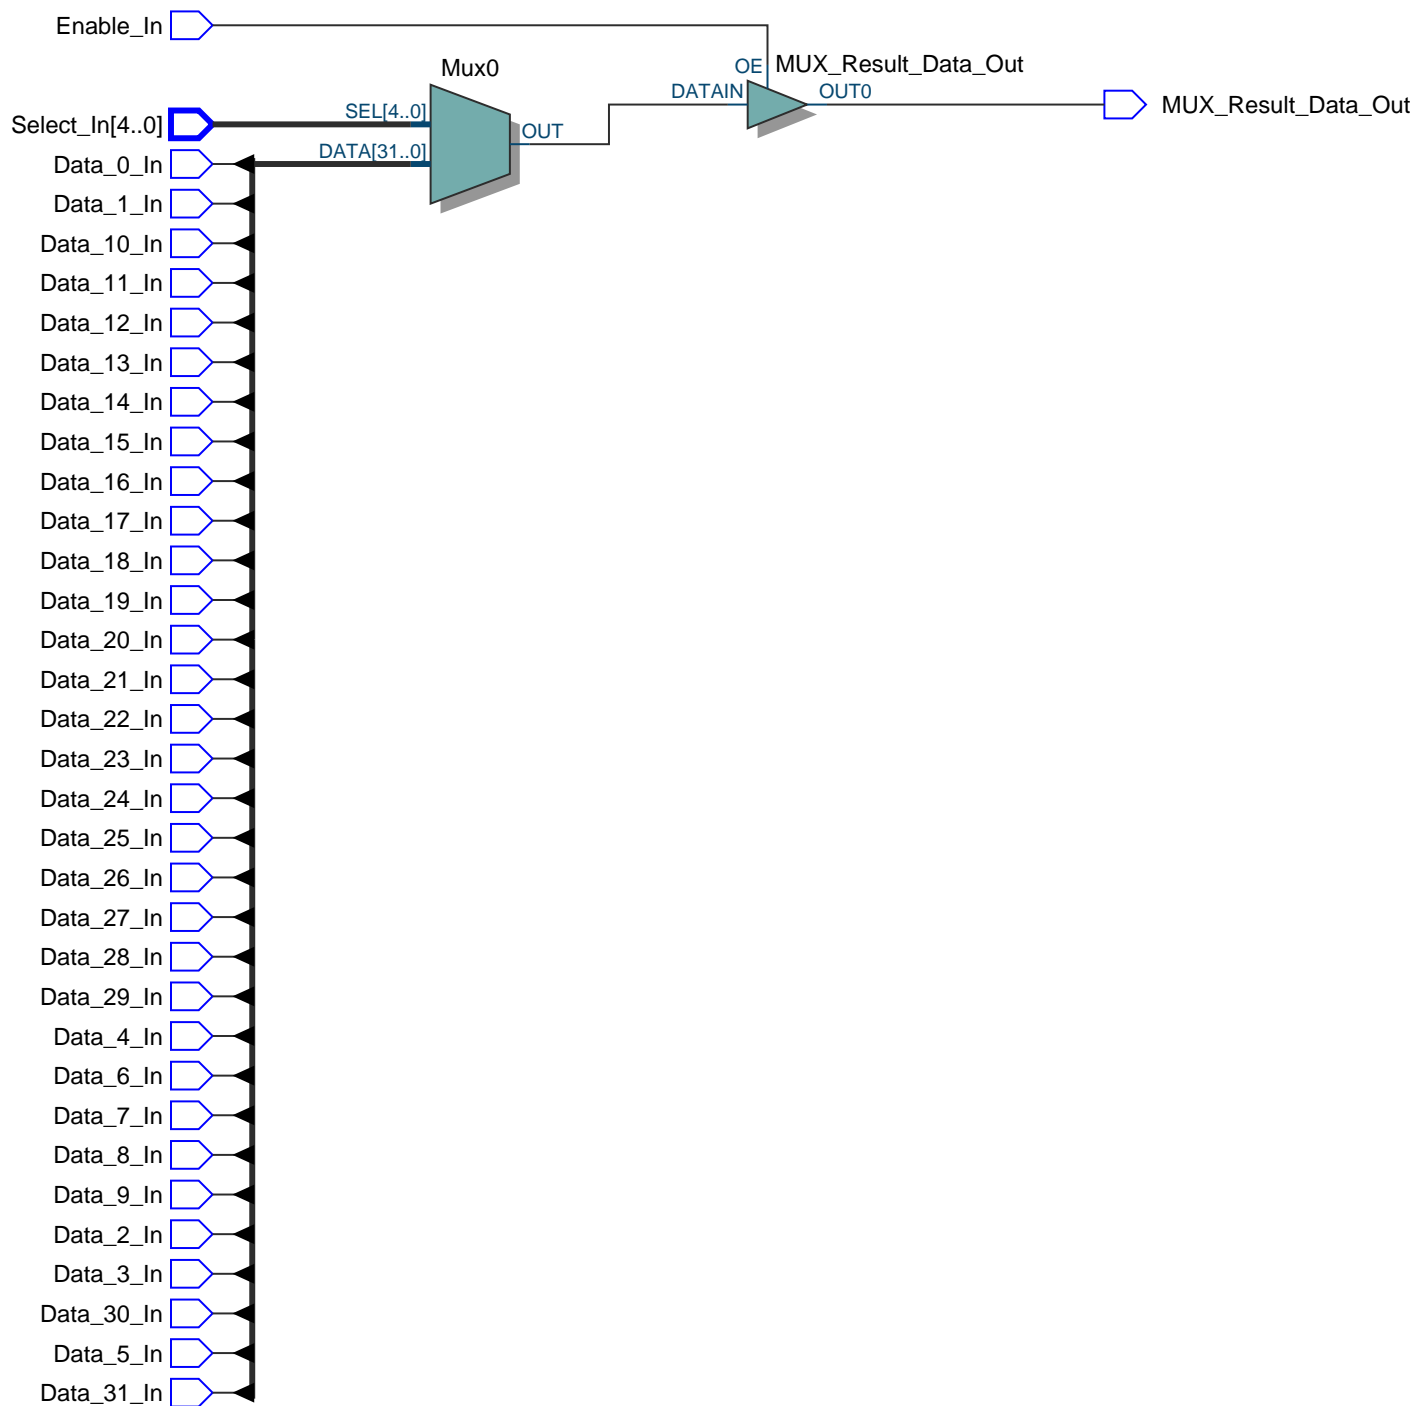 Enable_In
Mux0
OE
MUX_Result_Data_Out
DATAIN
OUT0
MUX_Result_Data_Out
Select_In[4..0]
SEL[4..0]
OUT
DATA[31..0]
Data_0_In
Data_1_In
Data_10_In
Data_11_In
Data_12_In
Data_13_In
Data_14_In
Data_15_In
Data_16_In
Data_17_In
Data_18_In
Data_19_In
Data_20_In
Data_21_In
Data_22_In
Data_23_In
Data_24_In
Data_25_In
Data_26_In
Data_27_In
Data_28_In
Data_29_In
Data_4_In
Data_6_In
Data_7_In
Data_8_In
Data_9_In
Data_2_In
Data_3_In
Data_30_In
Data_5_In
Data_31_In